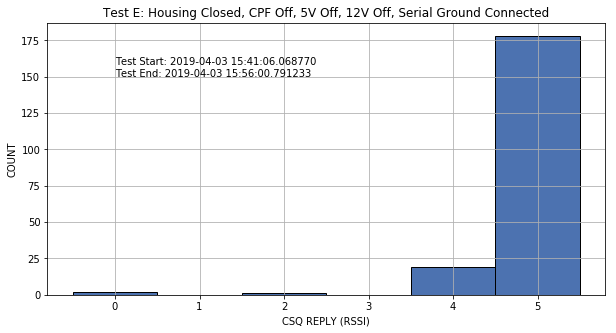 Test E: Housing Closed, CPF Off, 5V Off, 12V Off, Serial Ground Connected
Test Start: 2019-04-03 15:41:06.068770
Test End: 2019-04-03 15:56:00.791233
COUNT
175
150
125
100
75
50
25
0
0 1 2 3 4 5
CSQ REPLY (RSSI)